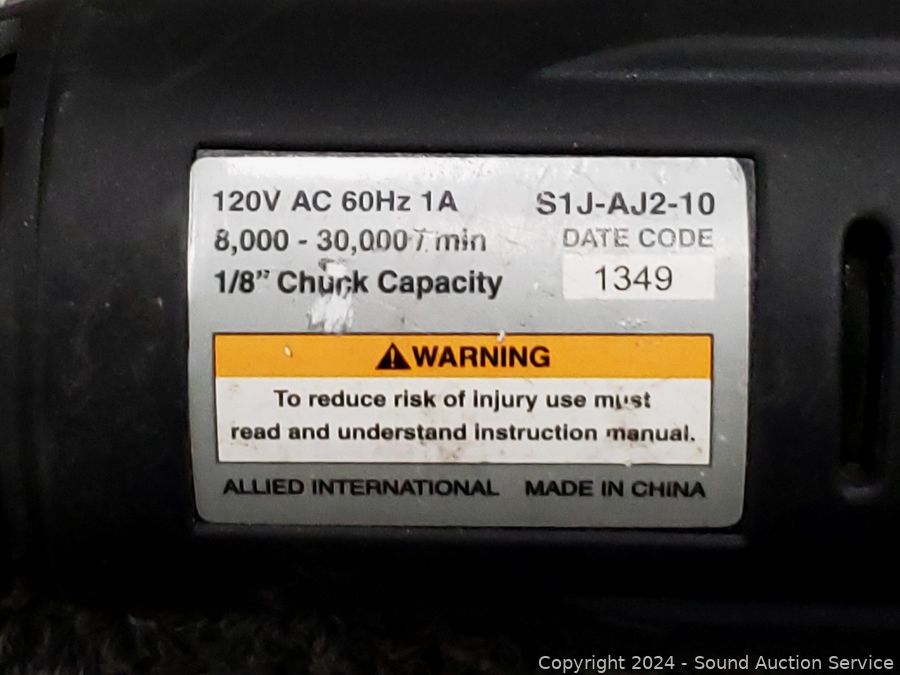 120V AC 60Hz 1A S1J-AJ2-10
8,000 - 30,000 / min DATE CODE
1/8" Chuck Capacity 1349
WARNING
To reduce risk of injury use must
read and understand instruction manual.
ALLIED INTERNATIONAL MADE IN CHINA
Copyright 2024 - Sound Auction Service